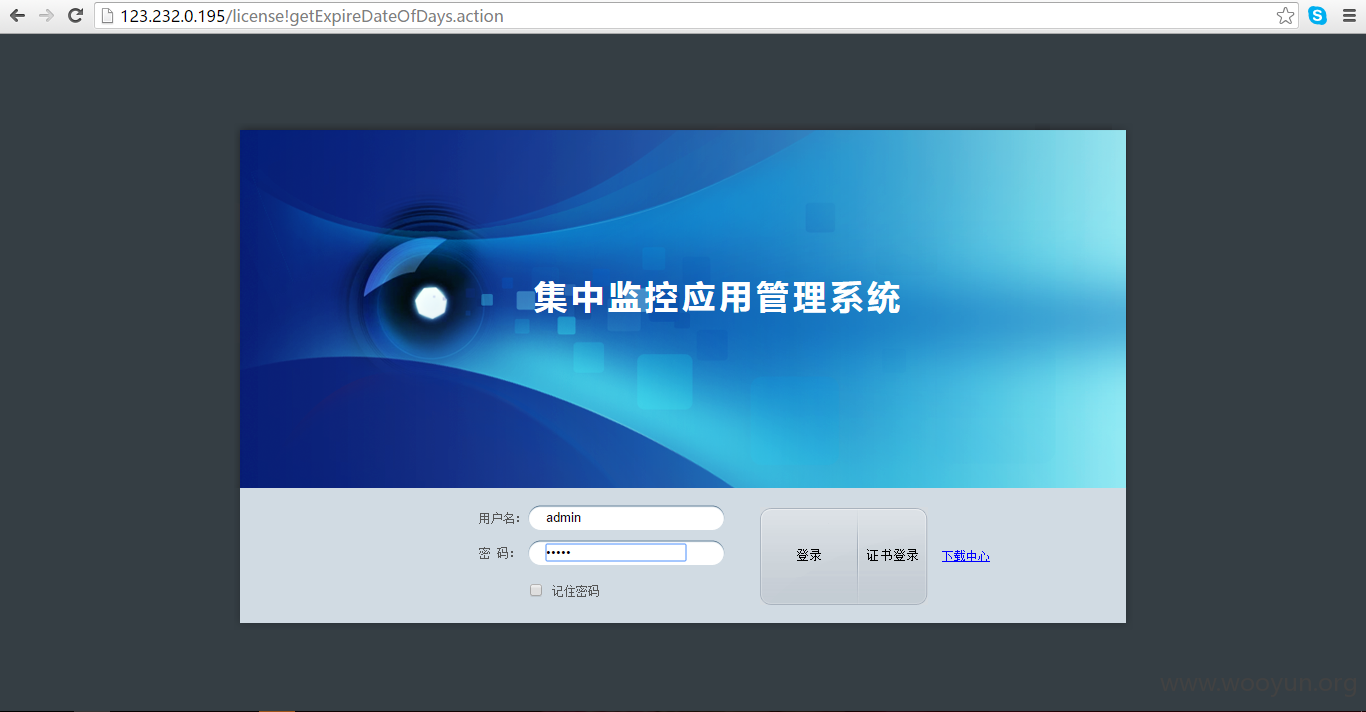 123.232.0.195/license!getExpireDateOfDays.action
集中监控应用管理系统
用户名：
admin
密 码：
•••••
登录
证书登录
下载中心
记住密码
www.wooyun.org